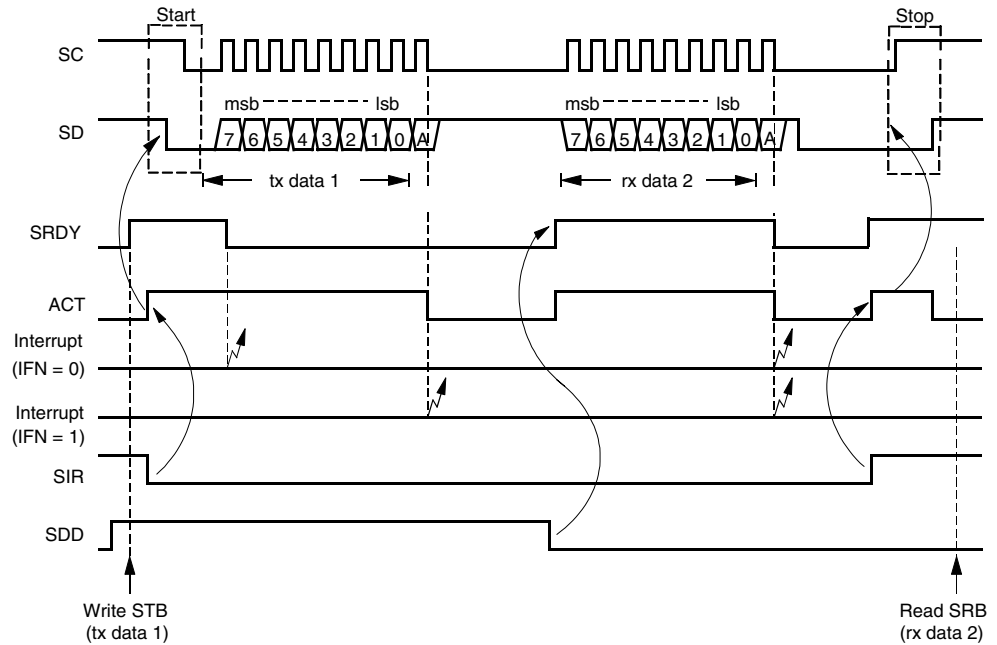 Start
Stop
SC
msb lsb
msb lsb
SD
7 6 5 4 3 2 1 0 A
7 6 5 4 3 2 1 0 A
tx data 1
rx data 2
SRDY
ACT
Interrupt
(IFN = 0)
Interrupt
(IFN = 1)
SIR
SDD
Write STB
(tx data 1)
Read SRB
(rx data 2)